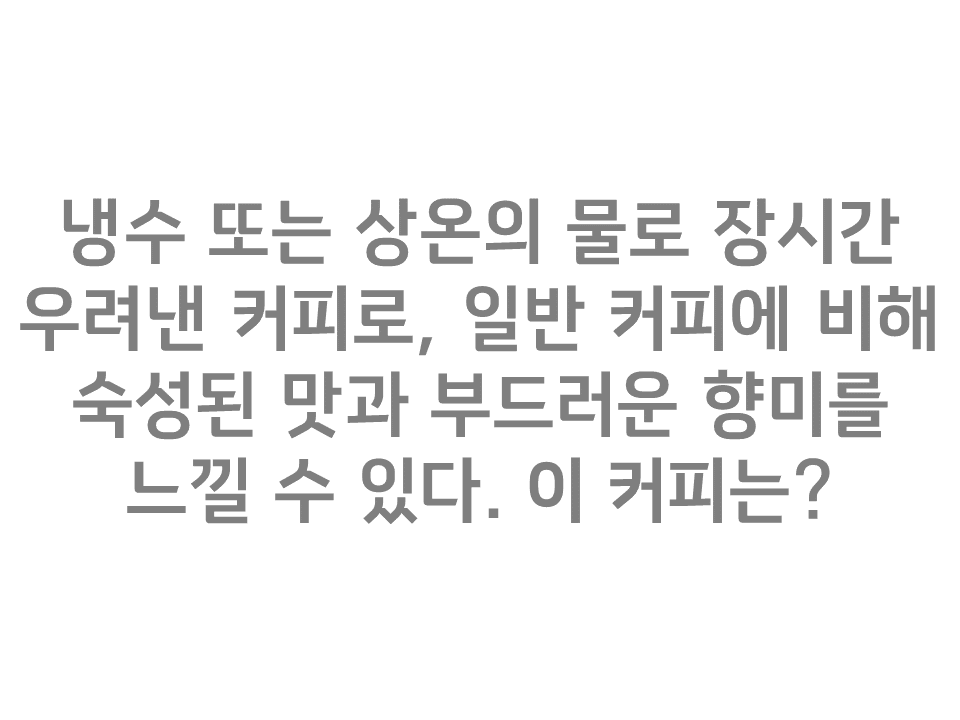 냉수 또는 상온의 물로 장시간
우려낸 커피로, 일반 커피에 비해
숙성된 맛과 부드러운 향미를
느낄 수 있다. 이 커피는?